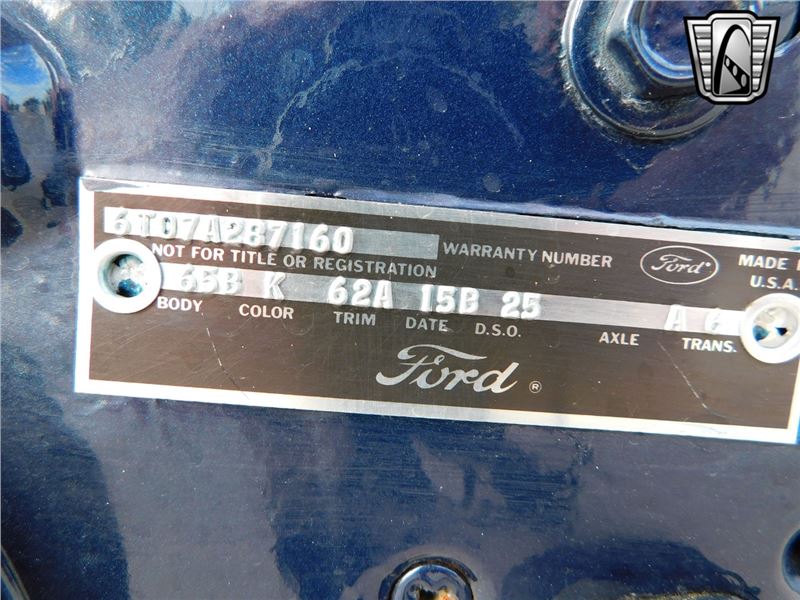 6T07A287160
WARRANTY NUMBER
Ford
MADE
NOT FOR TITLE OR REGISTRATION
U.S.A.
65B K 62A 15B 25 A 6
BODY COLOR TRIM DATE D.S.O. AXLE TRANS.
Ford ®